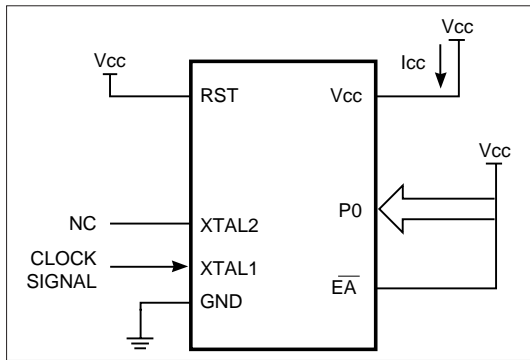 Vcc
Icc
Vcc
RST
Vcc
Vcc
NC
XTAL2
P0
CLOCK
SIGNAL
XTAL1
EA
GND